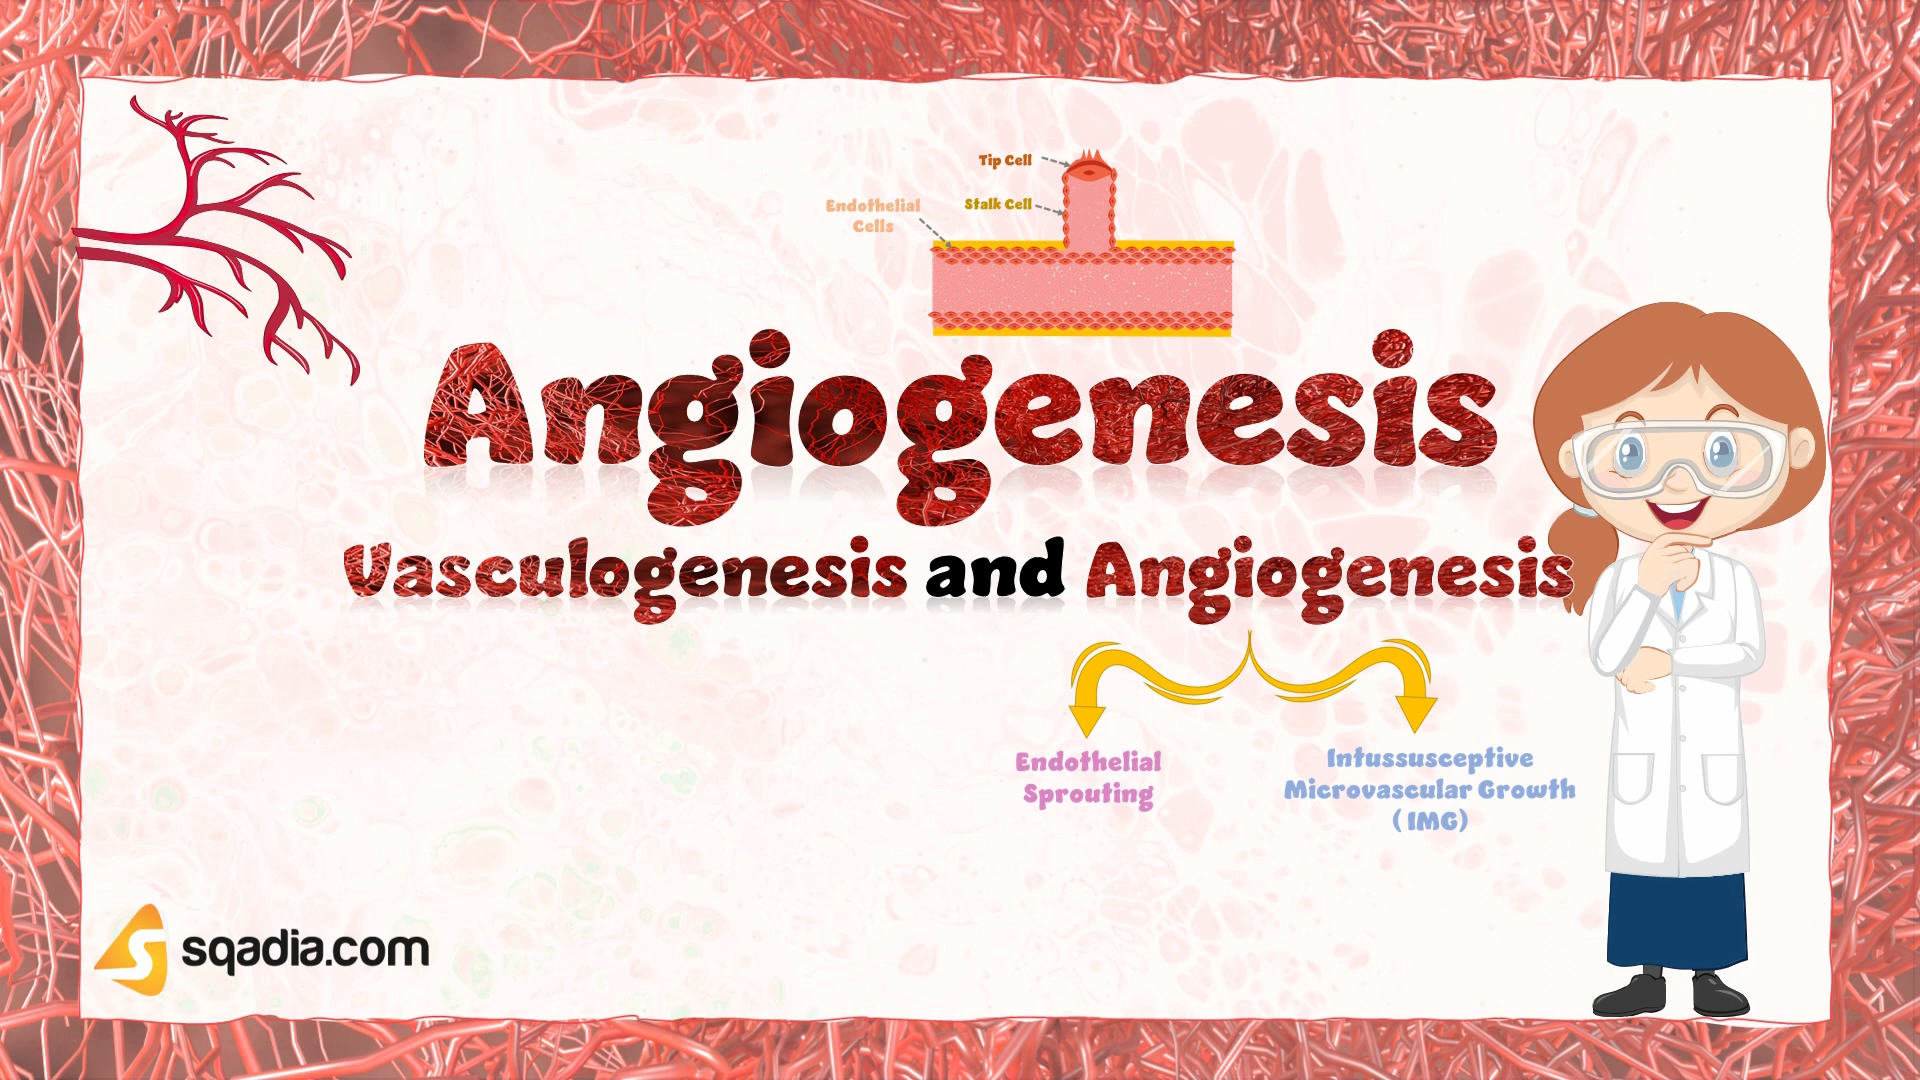 Tip Cell
Stalk Cell
Endothelial
Cells
Angiogenesis
Vasculogenesis and Angiogenesis
Endothelial
Sprouting
Intussusceptive
Microvascular Growth
( IMG)
sqadia.com